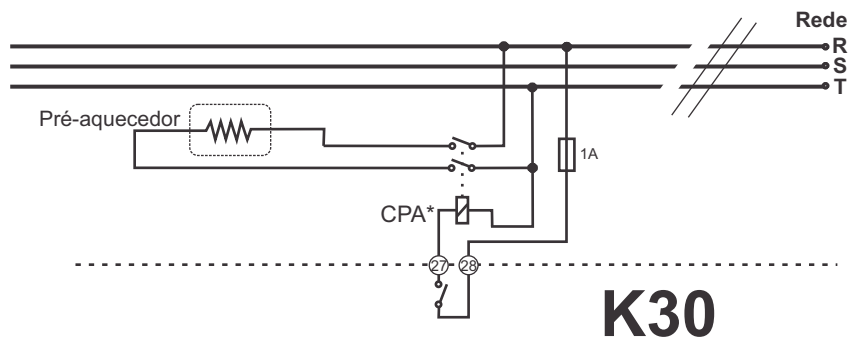 Rede
R
S
T
Pré-aquecedor
1A
CPA*
27 28
K30